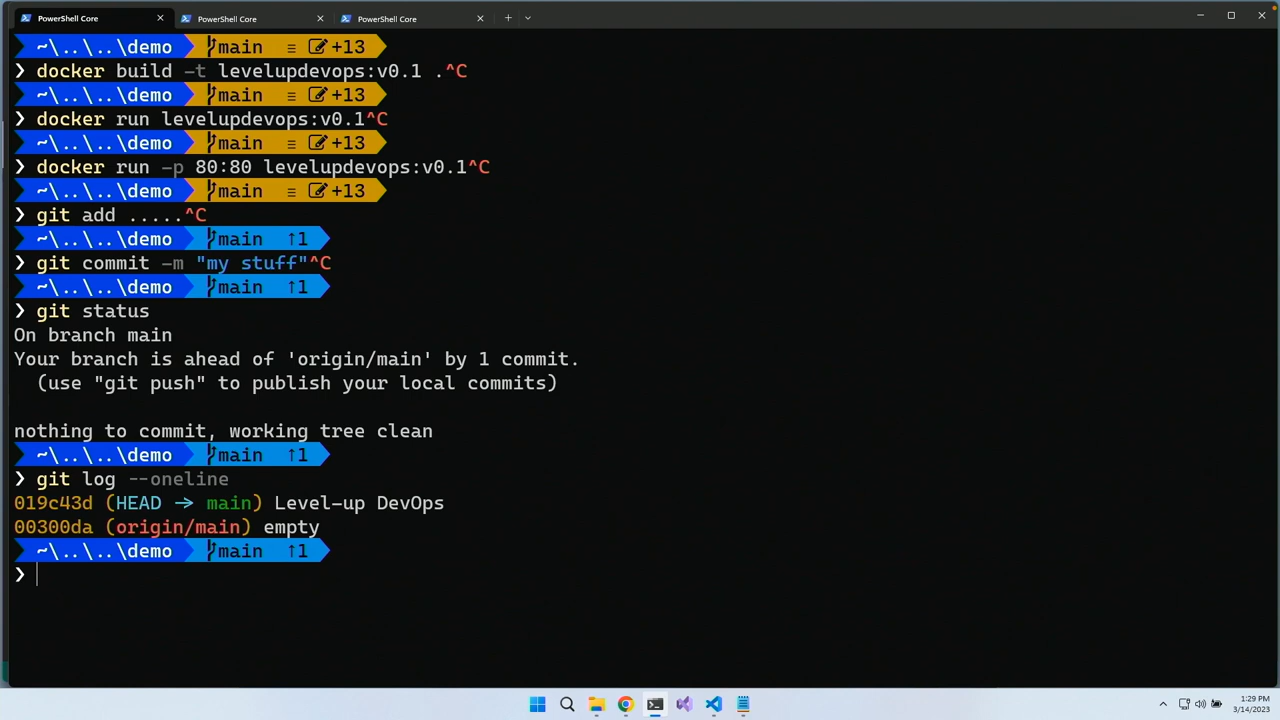 PowerShell Core
PowerShell Core
PowerShell Core
~\..\..\demo main ≡ +13
❯ docker build -t levelupdevops:v0.1 .^C
~\..\..\demo main ≡ +13
❯ docker run levelupdevops:v0.1^C
~\..\..\demo main ≡ +13
❯ docker run -p 80:80 levelupdevops:v0.1^C
~\..\..\demo main ≡ +13
❯ git add .....^C
~\..\..\demo main ↑1
❯ git commit -m "my stuff"^C
~\..\..\demo main ↑1
❯ git status
On branch main
Your branch is ahead of 'origin/main' by 1 commit.
(use "git push" to publish your local commits)
nothing to commit, working tree clean
~\..\..\demo main ↑1
❯ git log --oneline
019c43d (HEAD -> main) Level-up DevOps
00300da (origin/main) empty
~\..\..\demo main ↑1
❯
1:29 PM
3/14/2023